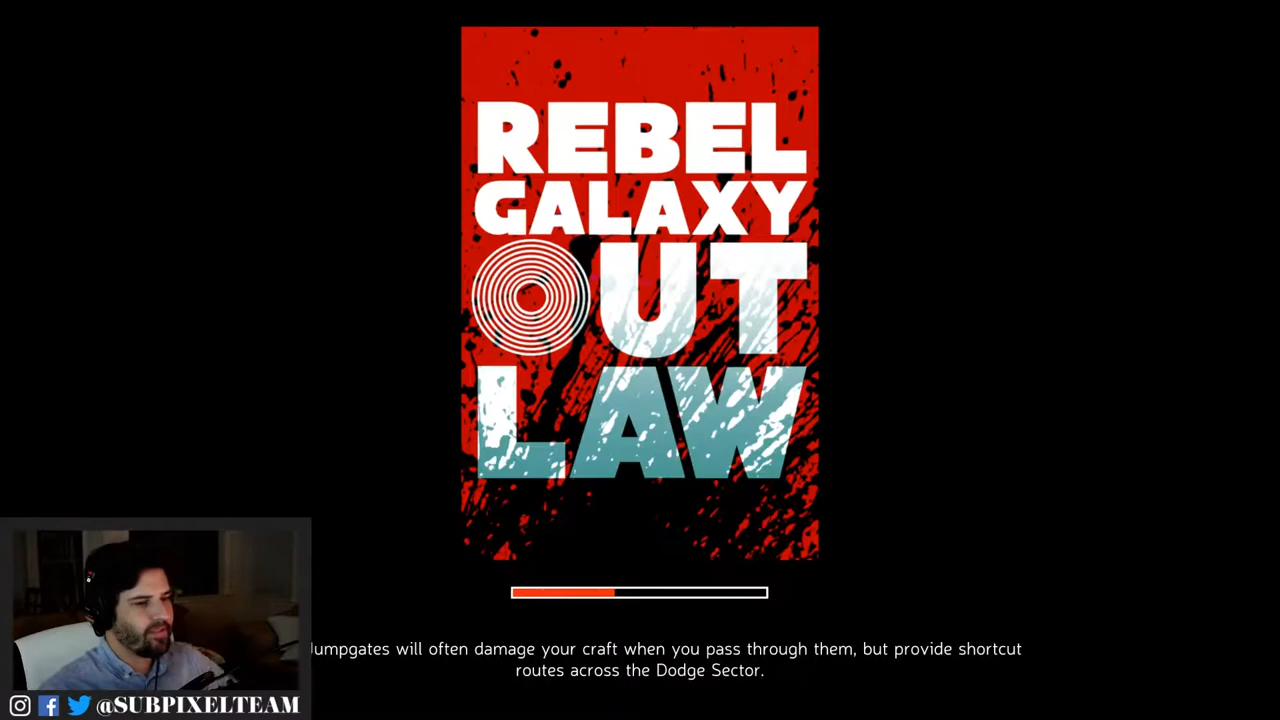 REBEL
GALAXY
OUT
LAW
Jumpgates will often damage your craft when you pass through them, but provide shortcut
routes across the Dodge Sector.
@SUBPIXELTEAM